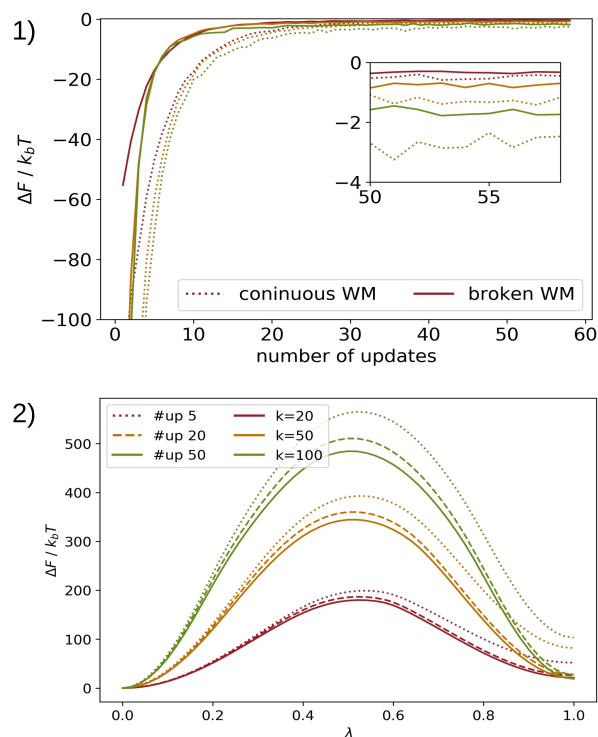 1)
0
−20
−40
−60
−80
−100
ΔF / k_bT
0
−2
−4
50
55
coninuous WM
broken WM
0
10
20
30
40
50
60
number of updates
2)
#up 5
k=20
#up 20
k=50
#up 50
k=100
500
400
300
200
100
0
ΔF / k_bT
0.0
0.2
0.4
0.6
0.8
1.0
λ